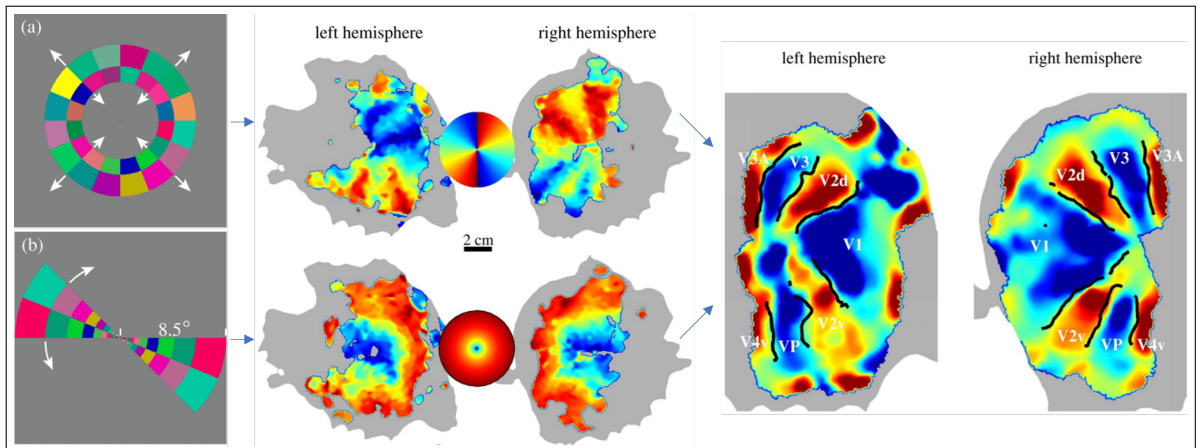 (a)
(b)
8.5°
left hemisphere
right hemisphere
2 cm
left hemisphere
V3A
V3
V2d
V1
V2v
VP
V4v
right hemisphere
V3
V3A
V2d
V1
V2v
VP
V4v